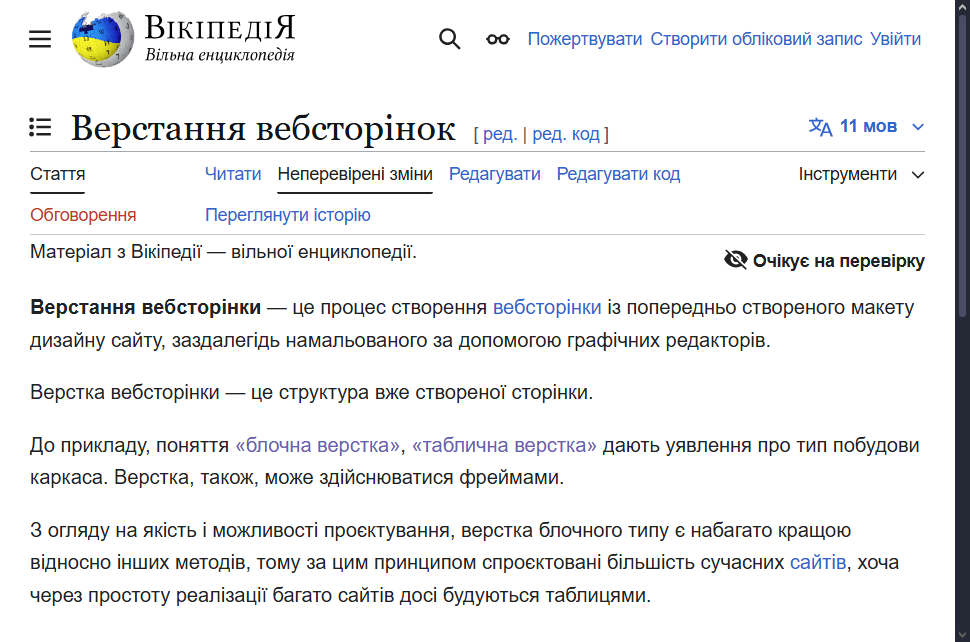 ВІКІПЕДІЯ
Вільна енциклопедія
Пожертвувати Створити обліковий запис Увійти
Верстання вебсторінок [ ред. | ред. код ]
11 мов
Стаття Читати Неперевірені зміни Редагувати Редагувати код Інструменти
Обговорення Переглянути історію
Матеріал з Вікіпедії — вільної енциклопедії.
Очікує на перевірку
Верстання вебсторінки — це процес створення вебсторінки із попередньо створеного макету
дизайну сайту, заздалегідь намальованого за допомогою графічних редакторів.
Верстка вебсторінки — це структура вже створеної сторінки.
До прикладу, поняття «блочна верстка», «таблична верстка» дають уявлення про тип побудови
каркаса. Верстка, також, може здійснюватися фреймами.
З огляду на якість і можливості проєктування, верстка блочного типу є набагато кращою
відносно інших методів, тому за цим принципом спроєктовані більшість сучасних сайтів, хоча
через простоту реалізації багато сайтів досі будуються таблицями.